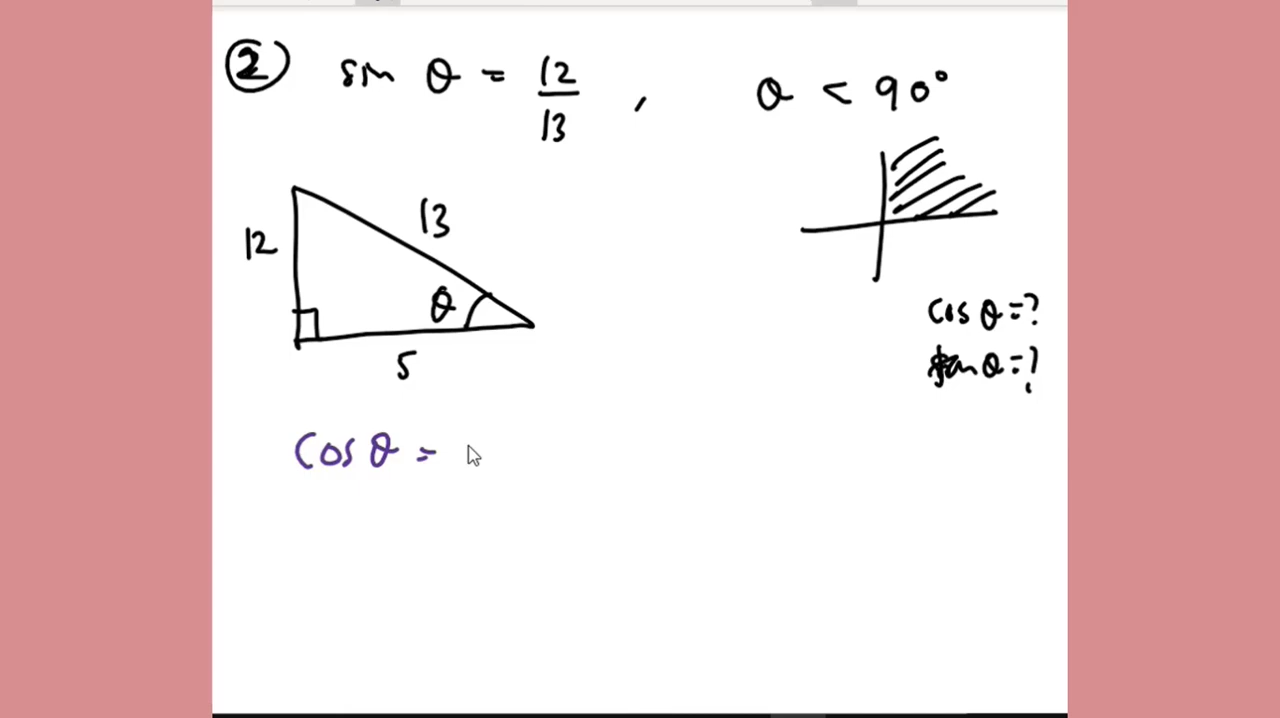 ② sin θ = 12/13 , θ < 90°
13
12
θ
5
cos θ = ?
tan θ = ?
cos θ =